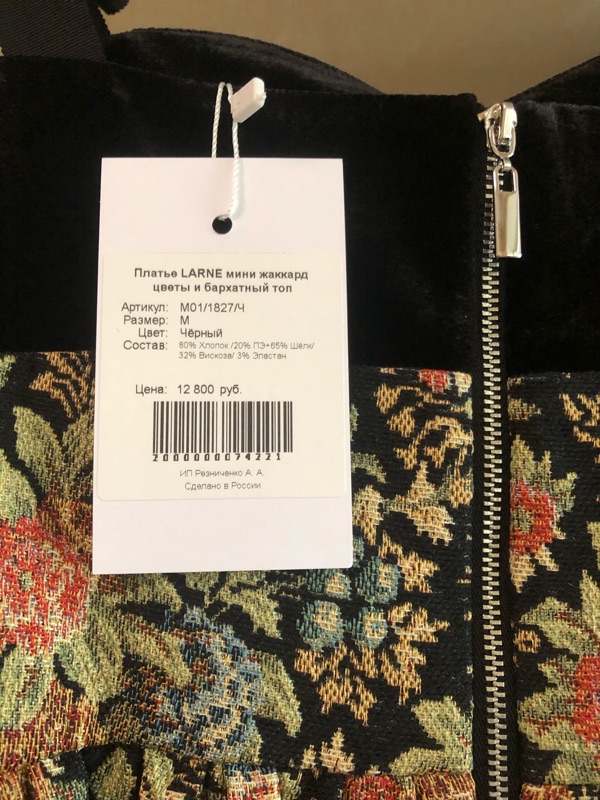 Платье LARNE мини жаккард
цветы и бархатный топ
Артикул: М01/1827/Ч
Размер: М
Цвет: Чёрный
Состав: 80% Хлопок /20% ПЭ+65% Шёлк/
32% Вискоза/ 3% Эластан
Цена: 12 800 руб.
2000000074221
ИП Резниченко А. А.
Сделано в России